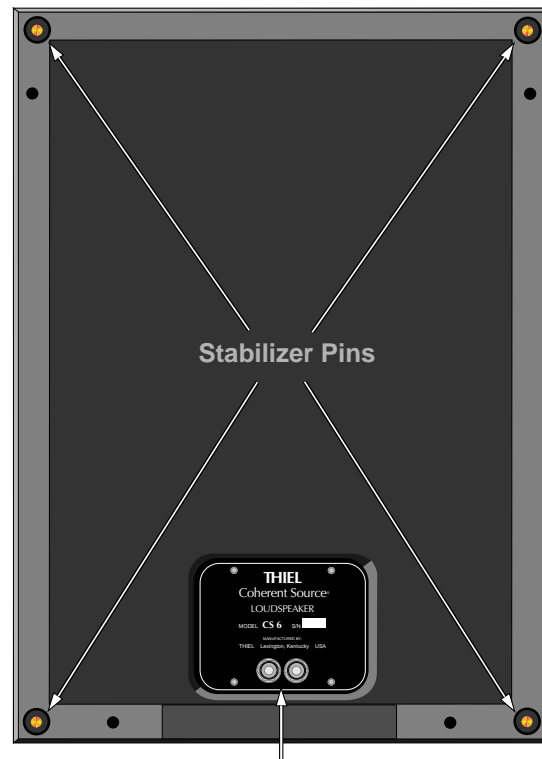 Stabilizer Pins
THIEL
Coherent Source®
LOUDSPEAKER
MODEL CS 6 S/N
MANUFACTURED BY:
THIEL Lexington, Kentucky USA